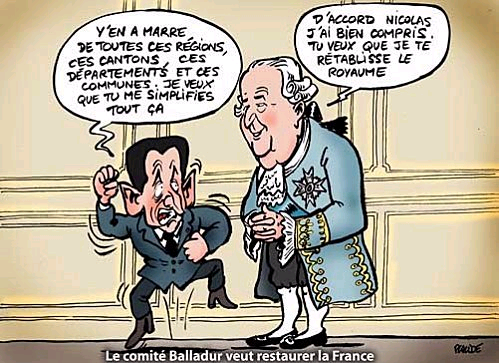 Y'EN A MARRE
DE TOUTES CES RÉGIONS,
CES CANTONS, CES
DÉPARTEMENTS ET CES
COMMUNES. JE VEUX
QUE TU ME SIMPLIFIES
TOUT ÇA
D'ACCORD NICOLAS
J'AI BIEN COMPRIS.
TU VEUX QUE JE TE
RÉTABLISSE LE
ROYAUME
Le comité Balladur veut restaurer la France